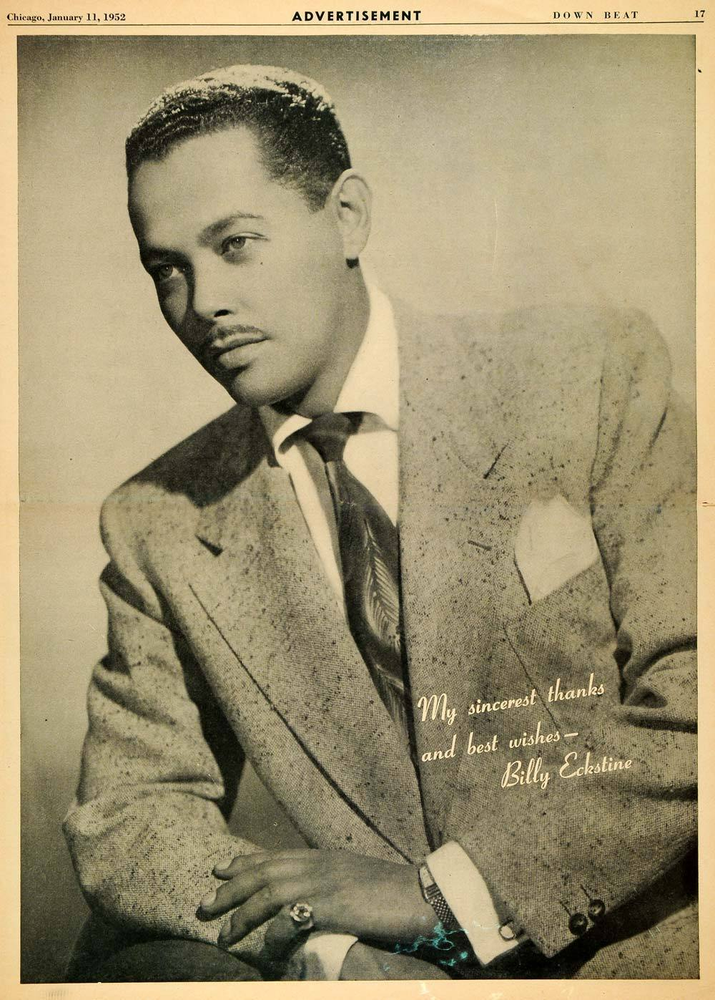 Chicago, January 11, 1952 ADVERTISEMENT DOWN BEAT 17
My sincerest thanks
and best wishes—
Billy Eckstine